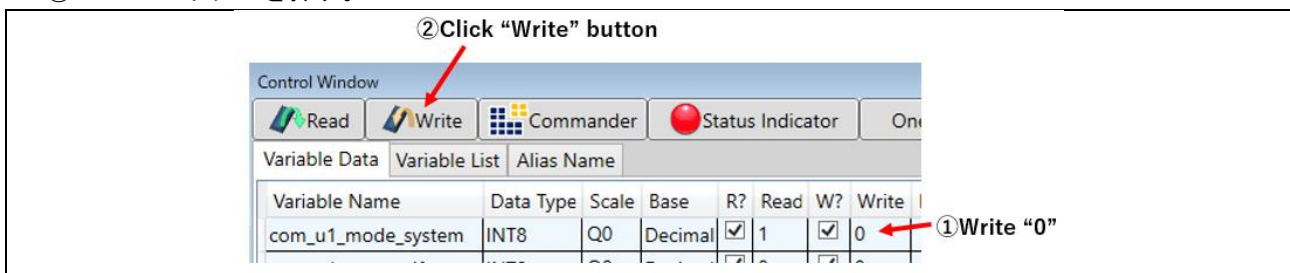 ②Click “Write” button
Control Window
Read Write Commander Status Indicator
Variable Data Variable List Alias Name
Variable Name Data Type Scale Base R? Read W? Write
com_u1_mode_system INT8 Q0 Decimal 1 0
①Write “0”